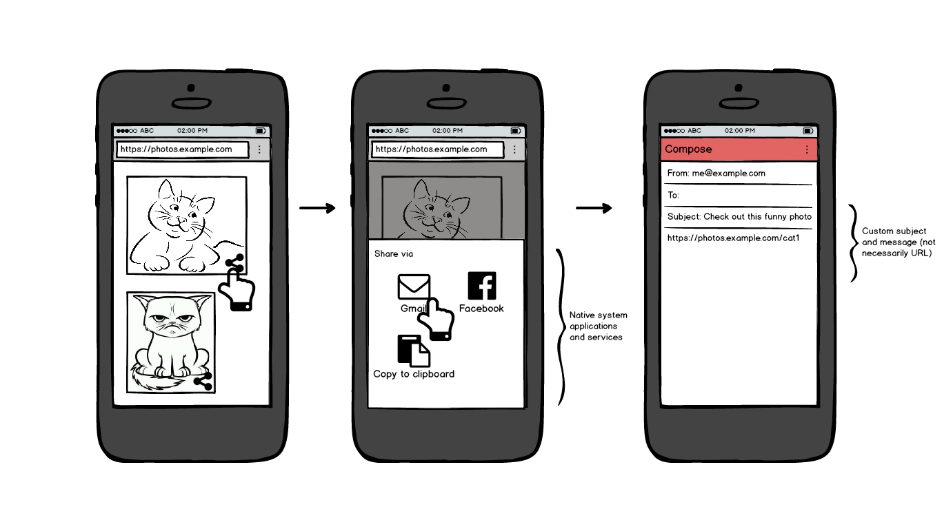 ABC 02:00 PM
https://photos.example.com
ABC 02:00 PM
https://photos.example.com
Share via
Gmail
Facebook
Copy to clipboard
Native system
applications
and services
ABC 02:00 PM
Compose
From: me@example.com
To:
Subject: Check out this funny photo
https://photos.example.com/cat1
Custom subject
and message (not
necessarily URL)